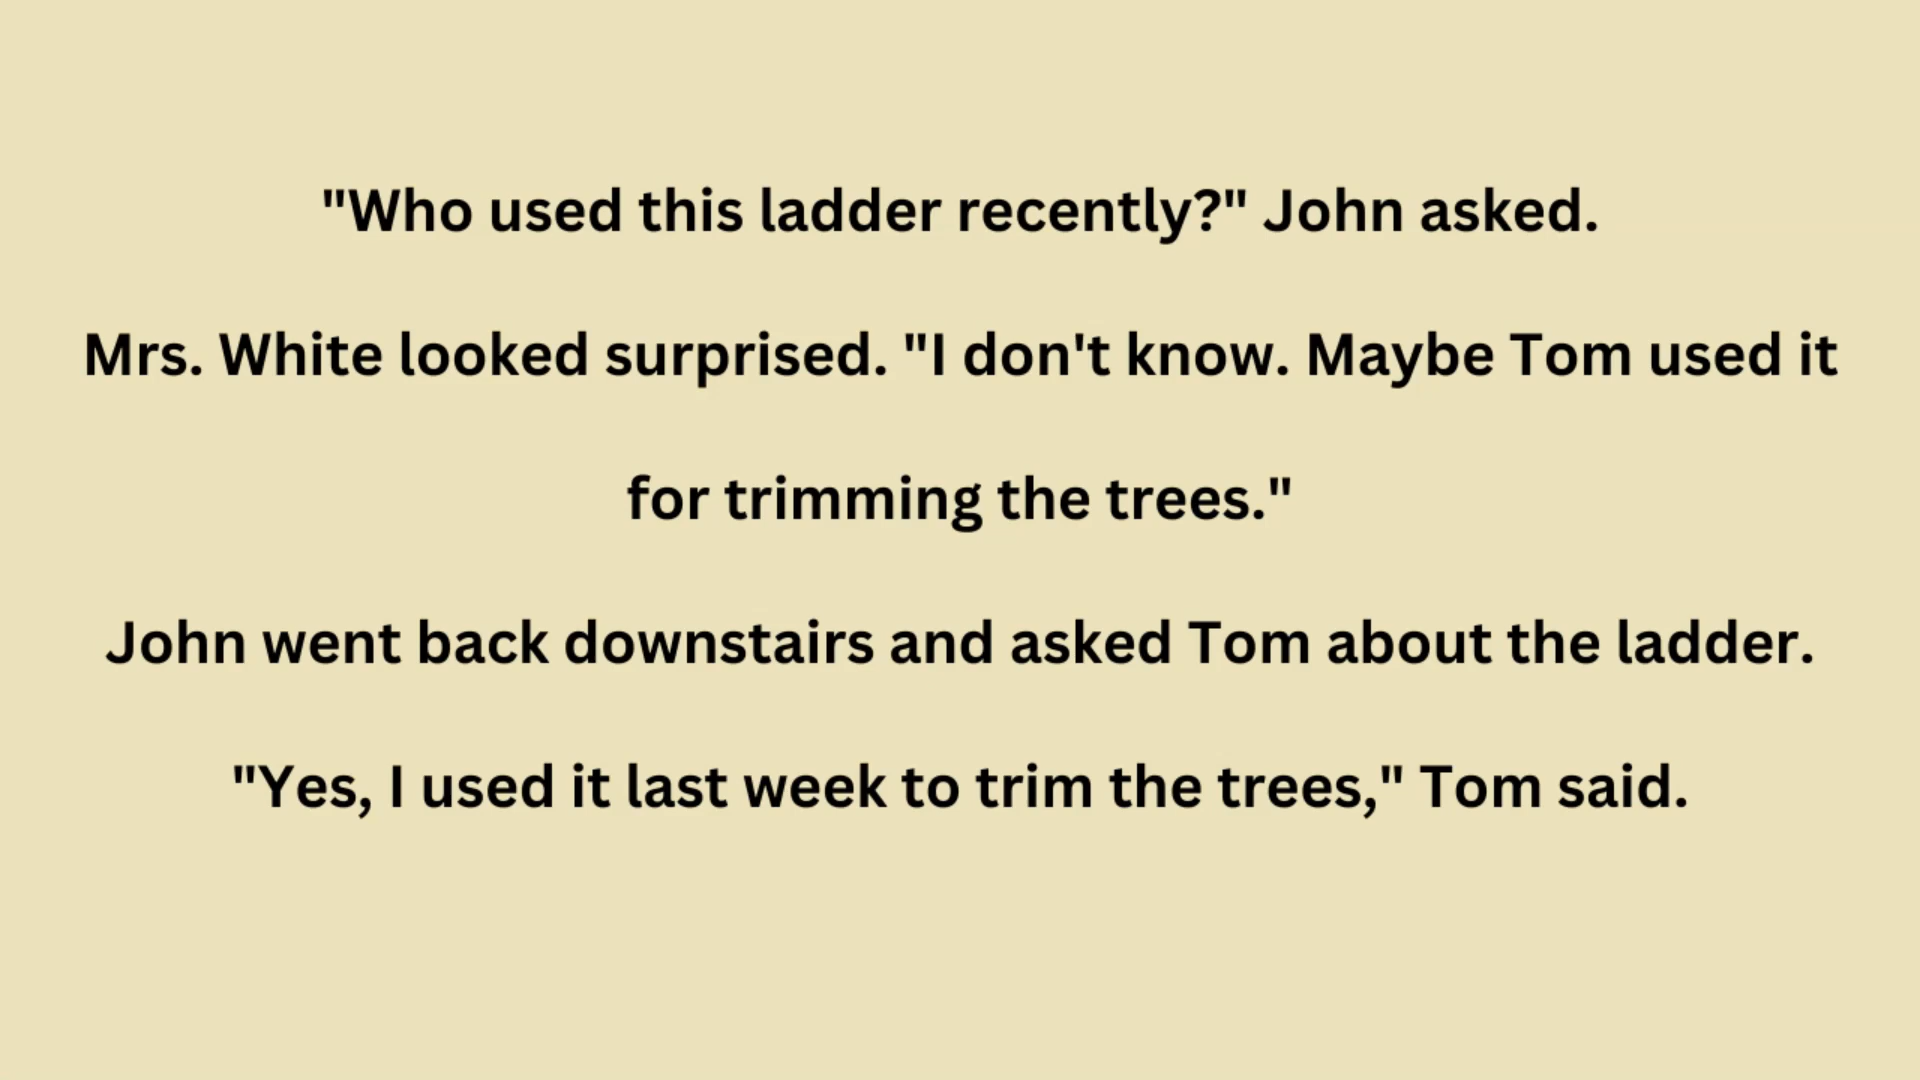 "Who used this ladder recently?" John asked.
Mrs. White looked surprised. "I don't know. Maybe Tom used it
for trimming the trees."
John went back downstairs and asked Tom about the ladder.
"Yes, I used it last week to trim the trees," Tom said.